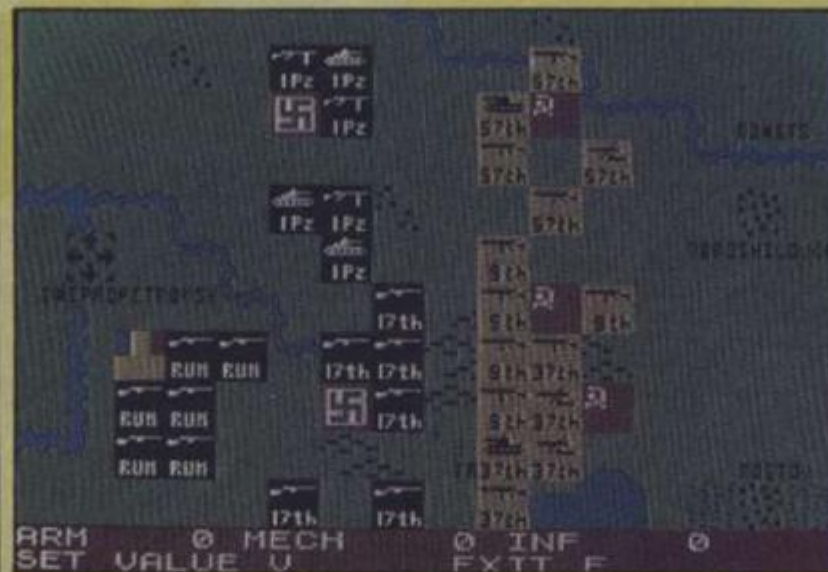 1Pz 1Pz 57th
1Pz 57th
DONETS
57th 57th
1Pz 1Pz 57th
1Pz 9th
17th 9th 9th
RUM RUM 17th 17th 9th 37th
RUM RUM 17th 9th 37th
RUM RUM 37th 37th ROSTOV
17th 17th 37th
ARM 0 MECH 0 INF 0
SET VALUE V EXIT E